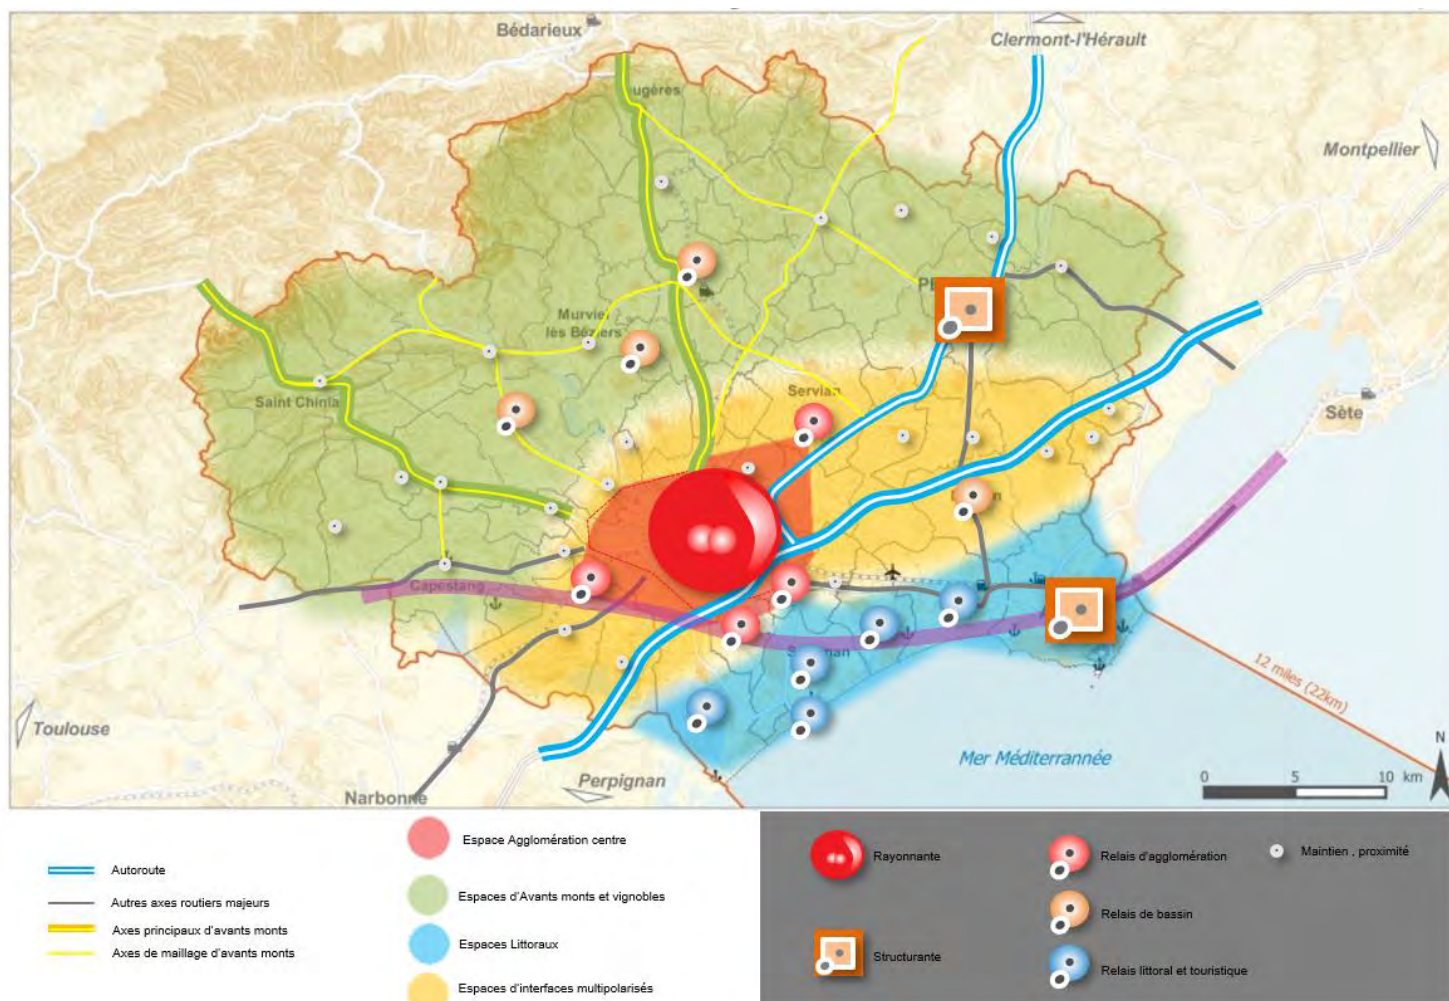 Bédarieux
Clermont-l'Hérault
ugères
Montpellier
Murviel
lès Béziers
Servian
Saint Chinia
Sète
Capestang
12 miles (22km)
Toulouse
Mer Méditerrannée
N
0 5 10 km
Perpignan
Narbonne
Autoroute
Autres axes routiers majeurs
Axes principaux d'avants monts
Axes de maillage d'avants monts
Espace Agglomération centre
Espaces d'Avants monts et vignobles
Espaces Littoraux
Espaces d'interfaces multipolarisés
Rayonnante
Structurante
Relais d'agglomération
Relais de bassin
Relais littoral et touristique
Maintien , proximité